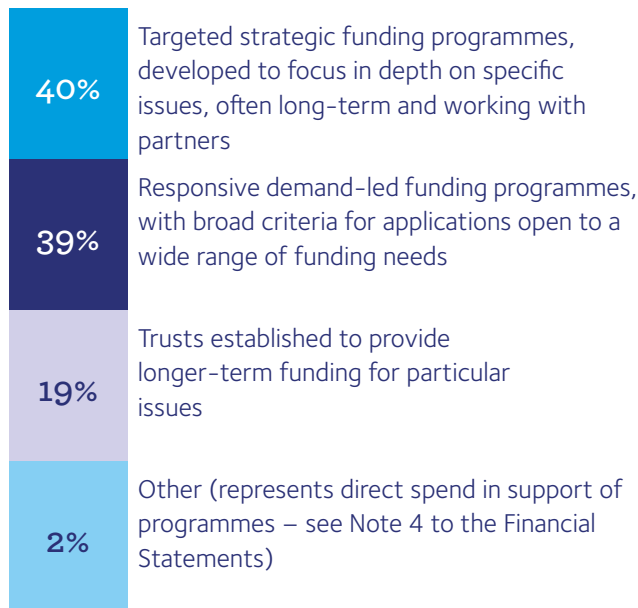 40%
Targeted strategic funding programmes,
developed to focus in depth on specific
issues, often long-term and working with
partners
39%
Responsive demand-led funding programmes,
with broad criteria for applications open to a
wide range of funding needs
19%
Trusts established to provide
longer-term funding for particular
issues
2%
Other (represents direct spend in support of
programmes – see Note 4 to the Financial
Statements)